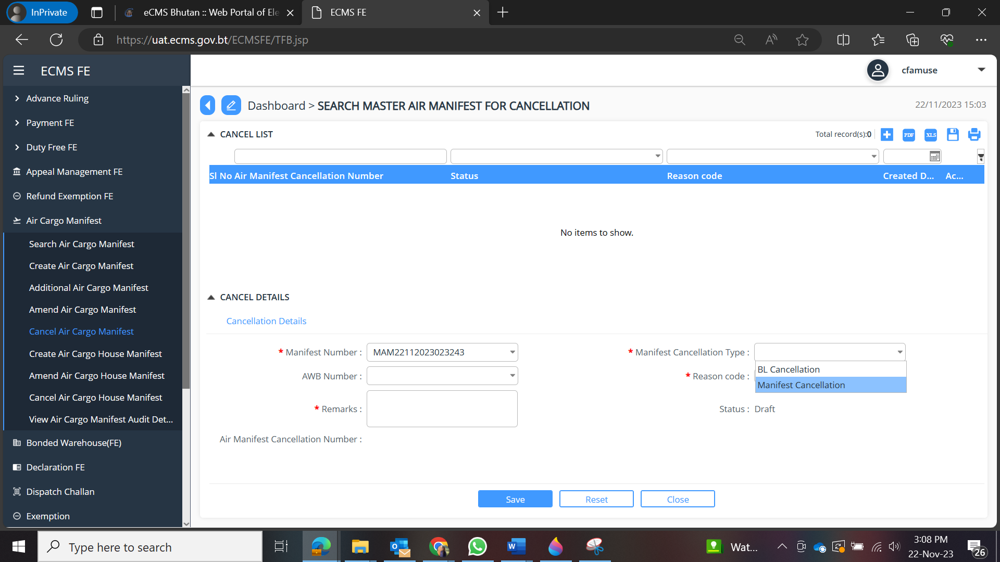 InPrivate
eCMS Bhutan :: Web Portal of Ele
ECMS FE
https://uat.ecms.gov.bt/ECMSFE/TFB.jsp
ECMS FE
cfamuse
Advance Ruling
Payment FE
Duty Free FE
Appeal Management FE
Refund Exemption FE
Air Cargo Manifest
Search Air Cargo Manifest
Create Air Cargo Manifest
Additional Air Cargo Manifest
Amend Air Cargo Manifest
Cancel Air Cargo Manifest
Create Air Cargo House Manifest
Amend Air Cargo House Manifest
Cancel Air Cargo House Manifest
View Air Cargo Manifest Audit Det...
Bonded Warehouse(FE)
Declaration FE
Dispatch Challan
Exemption
Dashboard > SEARCH MASTER AIR MANIFEST FOR CANCELLATION
22/11/2023 15:03
CANCEL LIST
Total record(s):0
PDF
XLS
Sl No Air Manifest Cancellation Number Status Reason code Created D... Ac...
No items to show.
CANCEL DETAILS
Cancellation Details
* Manifest Number : MAM22112023023243
* Manifest Cancellation Type :
BL Cancellation
Manifest Cancellation
AWB Number :
* Reason code :
* Remarks :
Status : Draft
Air Manifest Cancellation Number :
Save Reset Close
Type here to search
Wat...
3:08 PM
22-Nov-23
26